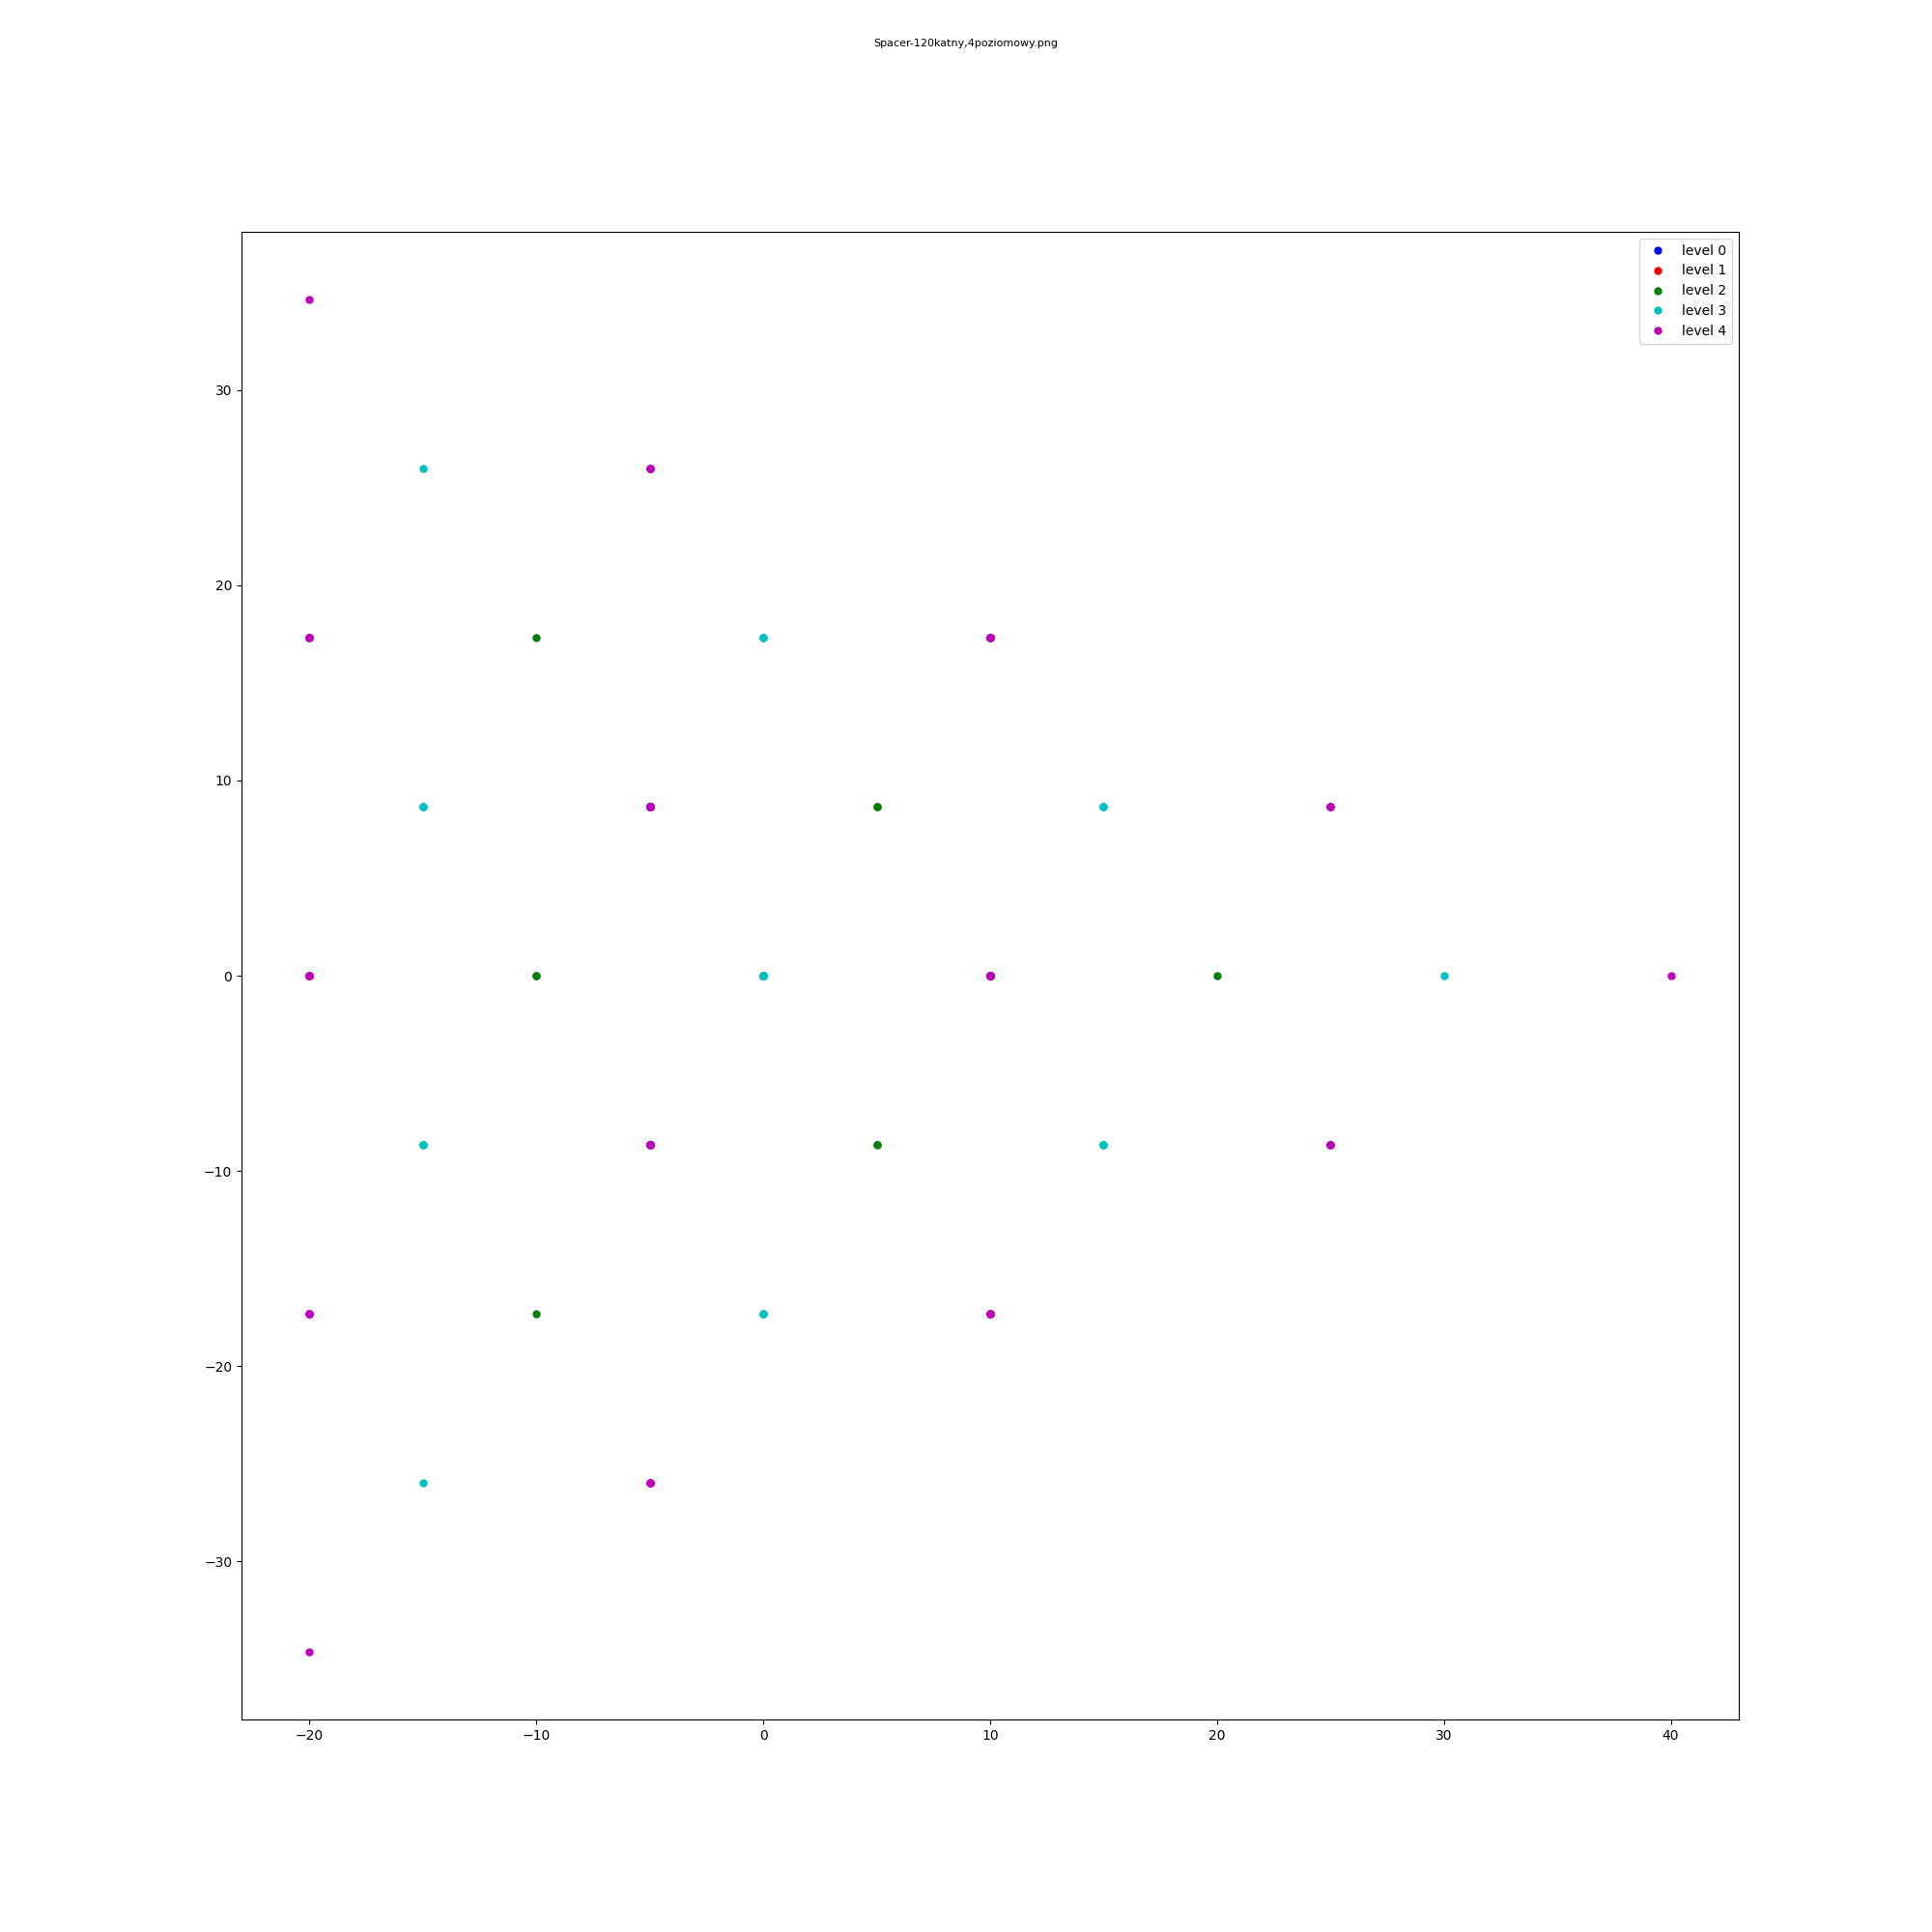 Spacer-120katny,4poziomowy.png
level 0
level 1
level 2
level 3
level 4
30
20
10
0
−10
−20
−30
−20 −10 0 10 20 30 40